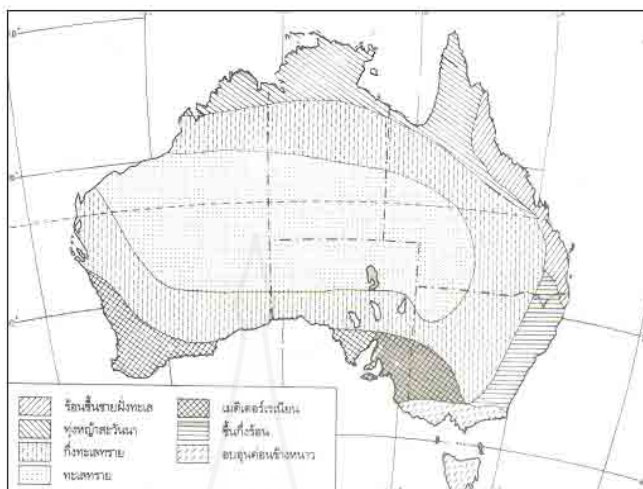 ร้อนชื้นชายฝั่งทะเล
ทุ่งหญ้าสะวันนา
กึ่งทะเลทราย
ทะเลทราย
เมดิเตอร์เรเนียน
ชื้นกึ่งร้อน
อบอุ่นค่อนข้างหนาว